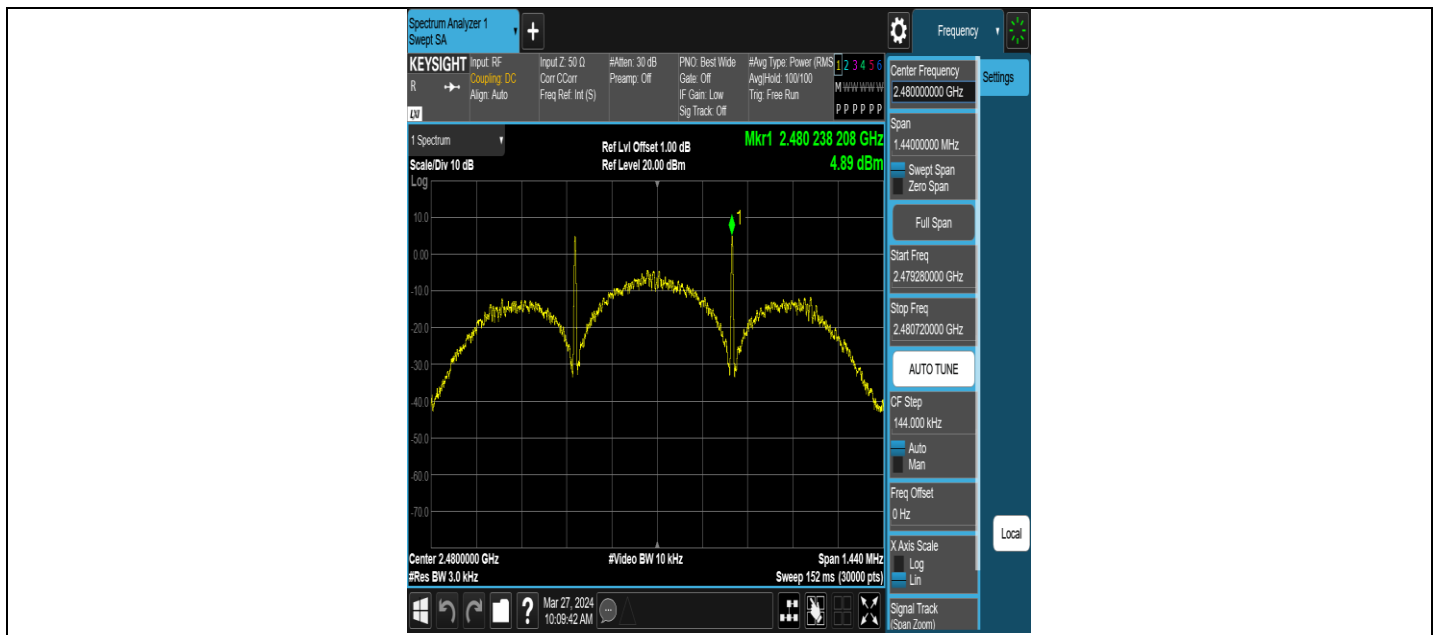 Spectrum Analyzer 1
Swept SA
+
Frequency
KEYSIGHT
R
LXI
Input: RF
Coupling: DC
Align: Auto
Input Z: 50 Ω
Corr CCorr
Freq Ref: Int (S)
#Atten: 30 dB
Preamp: Off
PNO: Best Wide
Gate: Off
IF Gain: Low
Sig Track: Off
#Avg Type: Power (RMS
Avg|Hold: 100/100
Trig: Free Run
1 2 3 4 5 6
M W W W W W
P P P P P P
1 Spectrum
Scale/Div 10 dB
Ref Lvl Offset 1.00 dB
Ref Level 20.00 dBm
Mkr1 2.480 238 208 GHz
4.89 dBm
Log
1
10.0
0.00
-10.0
-20.0
-30.0
-40.0
-50.0
-60.0
-70.0
Center 2.4800000 GHz
#Video BW 10 kHz
Span 1.440 MHz
#Res BW 3.0 kHz
Sweep 152 ms (30000 pts)
Center Frequency
2.480000000 GHz
Settings
Span
1.44000000 MHz
Swept Span
Zero Span
Full Span
Start Freq
2.479280000 GHz
Stop Freq
2.480720000 GHz
AUTO TUNE
CF Step
144.000 kHz
Auto
Man
Freq Offset
0 Hz
X Axis Scale
Log
Lin
Local
Signal Track
(Span Zoom)
?
Mar 27, 2024
10:09:42 AM